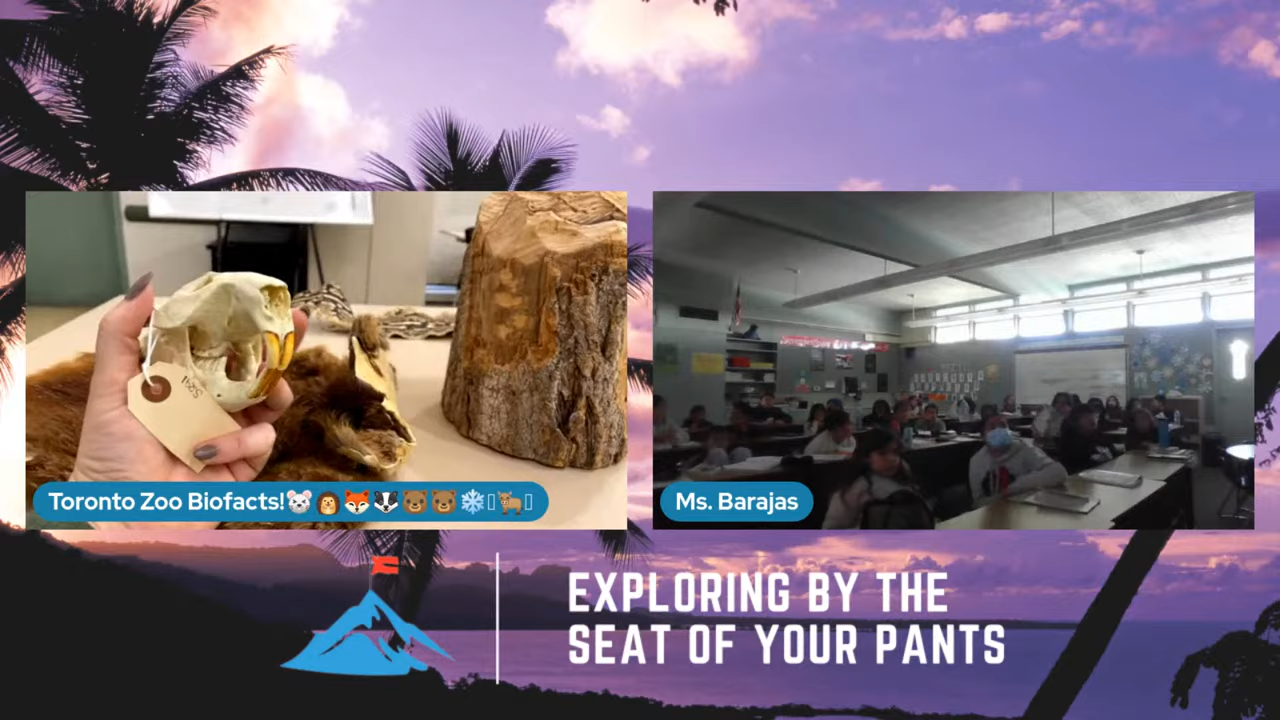 Toronto Zoo Biofacts!🐭🦔🦊🦡🐻🐻❄️▯🐐▯
Ms. Barajas
EXPLORING BY THE
SEAT OF YOUR PANTS